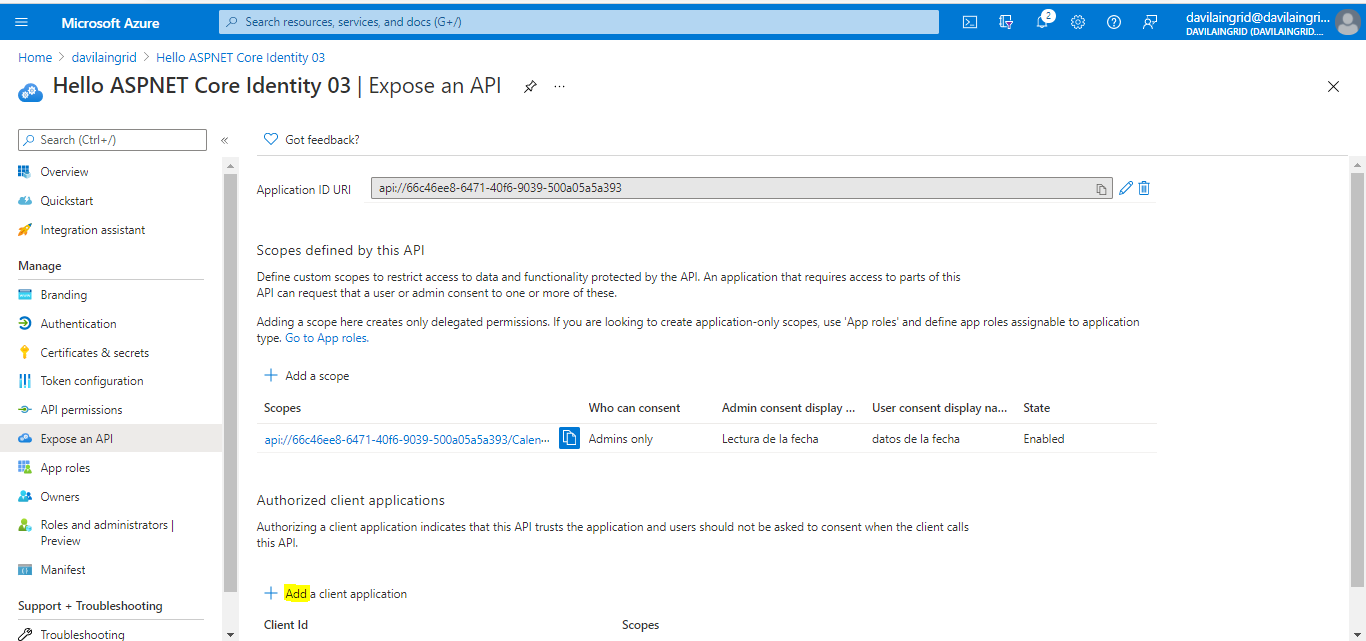 Microsoft Azure
Search resources, services, and docs (G+/)
2
davilaingrid@davilaingri...
DAVILAINGRID (DAVILAINGRID....
Home > davilaingrid > Hello ASPNET Core Identity 03
Hello ASPNET Core Identity 03 | Expose an API
Search (Ctrl+/)
Got feedback?
Overview
Quickstart
Integration assistant
Manage
Branding
Authentication
Certificates & secrets
Token configuration
API permissions
Expose an API
App roles
Owners
Roles and administrators |
Preview
Manifest
Support + Troubleshooting
Troubleshooting
Application ID URI
api://66c46ee8-6471-40f6-9039-500a05a5a393
Scopes defined by this API
Define custom scopes to restrict access to data and functionality protected by the API. An application that requires access to parts of this
API can request that a user or admin consent to one or more of these.
Adding a scope here creates only delegated permissions. If you are looking to create application-only scopes, use 'App roles' and define app roles assignable to application
type. Go to App roles.
Add a scope
Scopes Who can consent Admin consent display ... User consent display na... State
api://66c46ee8-6471-40f6-9039-500a05a5a393/Calen... Admins only Lectura de la fecha datos de la fecha Enabled
Authorized client applications
Authorizing a client application indicates that this API trusts the application and users should not be asked to consent when the client calls
this API.
Add a client application
Client Id Scopes